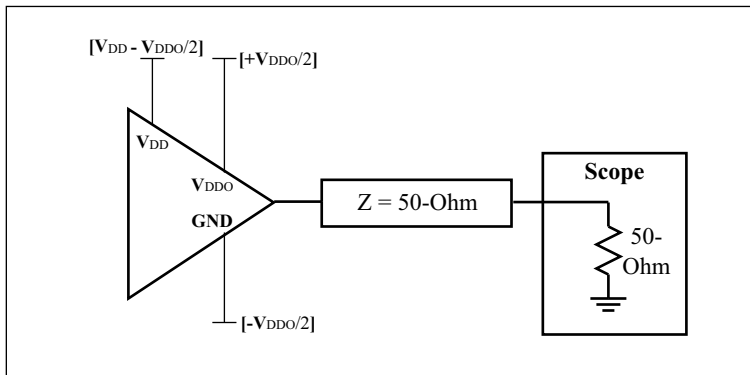 [VDD - VDDO/2]
[+VDDO/2]
VDD
VDDO
GND
[-VDDO/2]
Z = 50-Ohm
Scope
50-
Ohm